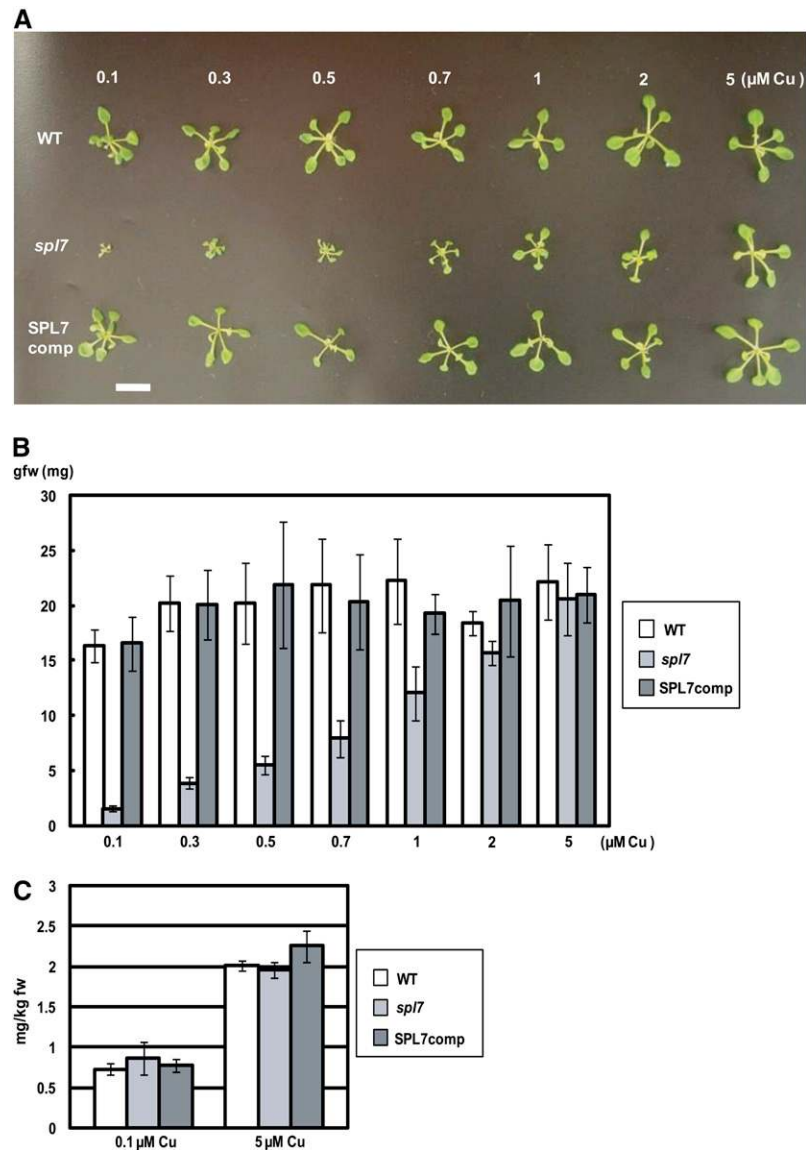 A
0.1 0.3 0.5 0.7 1 2 5 (μM Cu)
WT
spl7
SPL7
comp
B
gfw (mg)
30
25
20
15
10
5
0
0.1 0.3 0.5 0.7 1 2 5 (μM Cu )
WT
spl7
SPL7comp
C
mg/kg fw
3
2.5
2
1.5
1
0.5
0
0.1 μM Cu 5 μM Cu
WT
spl7
SPL7comp